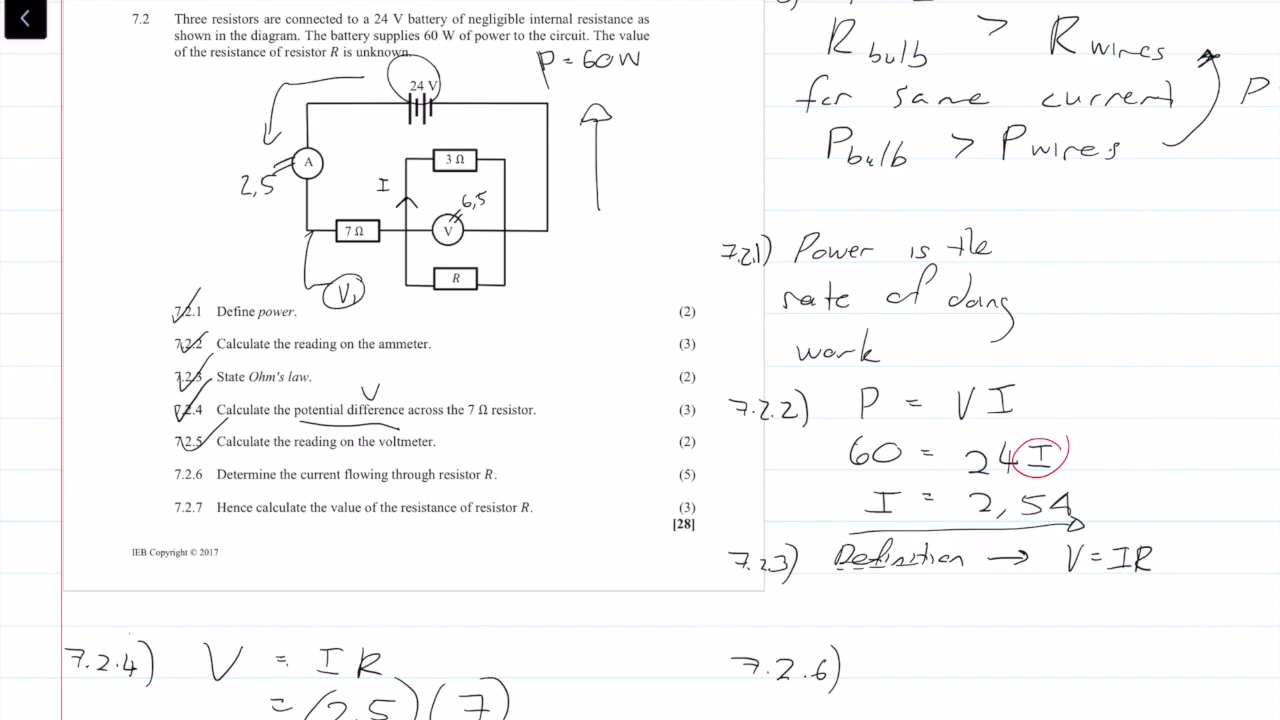 7.2 Three resistors are connected to a 24 V battery of negligible internal resistance as
shown in the diagram. The battery supplies 60 W of power to the circuit. The value
of the resistance of resistor R is unknown.
P = 60W
24 V
A
2,5
3 Ω
I
6,5
7 Ω
V
R
V₁
7.2.1 Define power. (2)
7.2.2 Calculate the reading on the ammeter. (3)
7.2.3 State Ohm's law. (2)
V
7.2.4 Calculate the potential difference across the 7 Ω resistor. (3)
7.2.5 Calculate the reading on the voltmeter. (2)
7.2.6 Determine the current flowing through resistor R. (5)
7.2.7 Hence calculate the value of the resistance of resistor R. (3)
[28]
IEB Copyright © 2017
R bulb > R wires
for same current
P
P bulb > P wires
7.2.1) Power is the
rate of doing
work
7.2.2) P = VI
60 = 24 I
I = 2,5A
7.2.3) Definition → V = IR
7.2.4) V = IR
= (2,5)(7)
7.2.6)